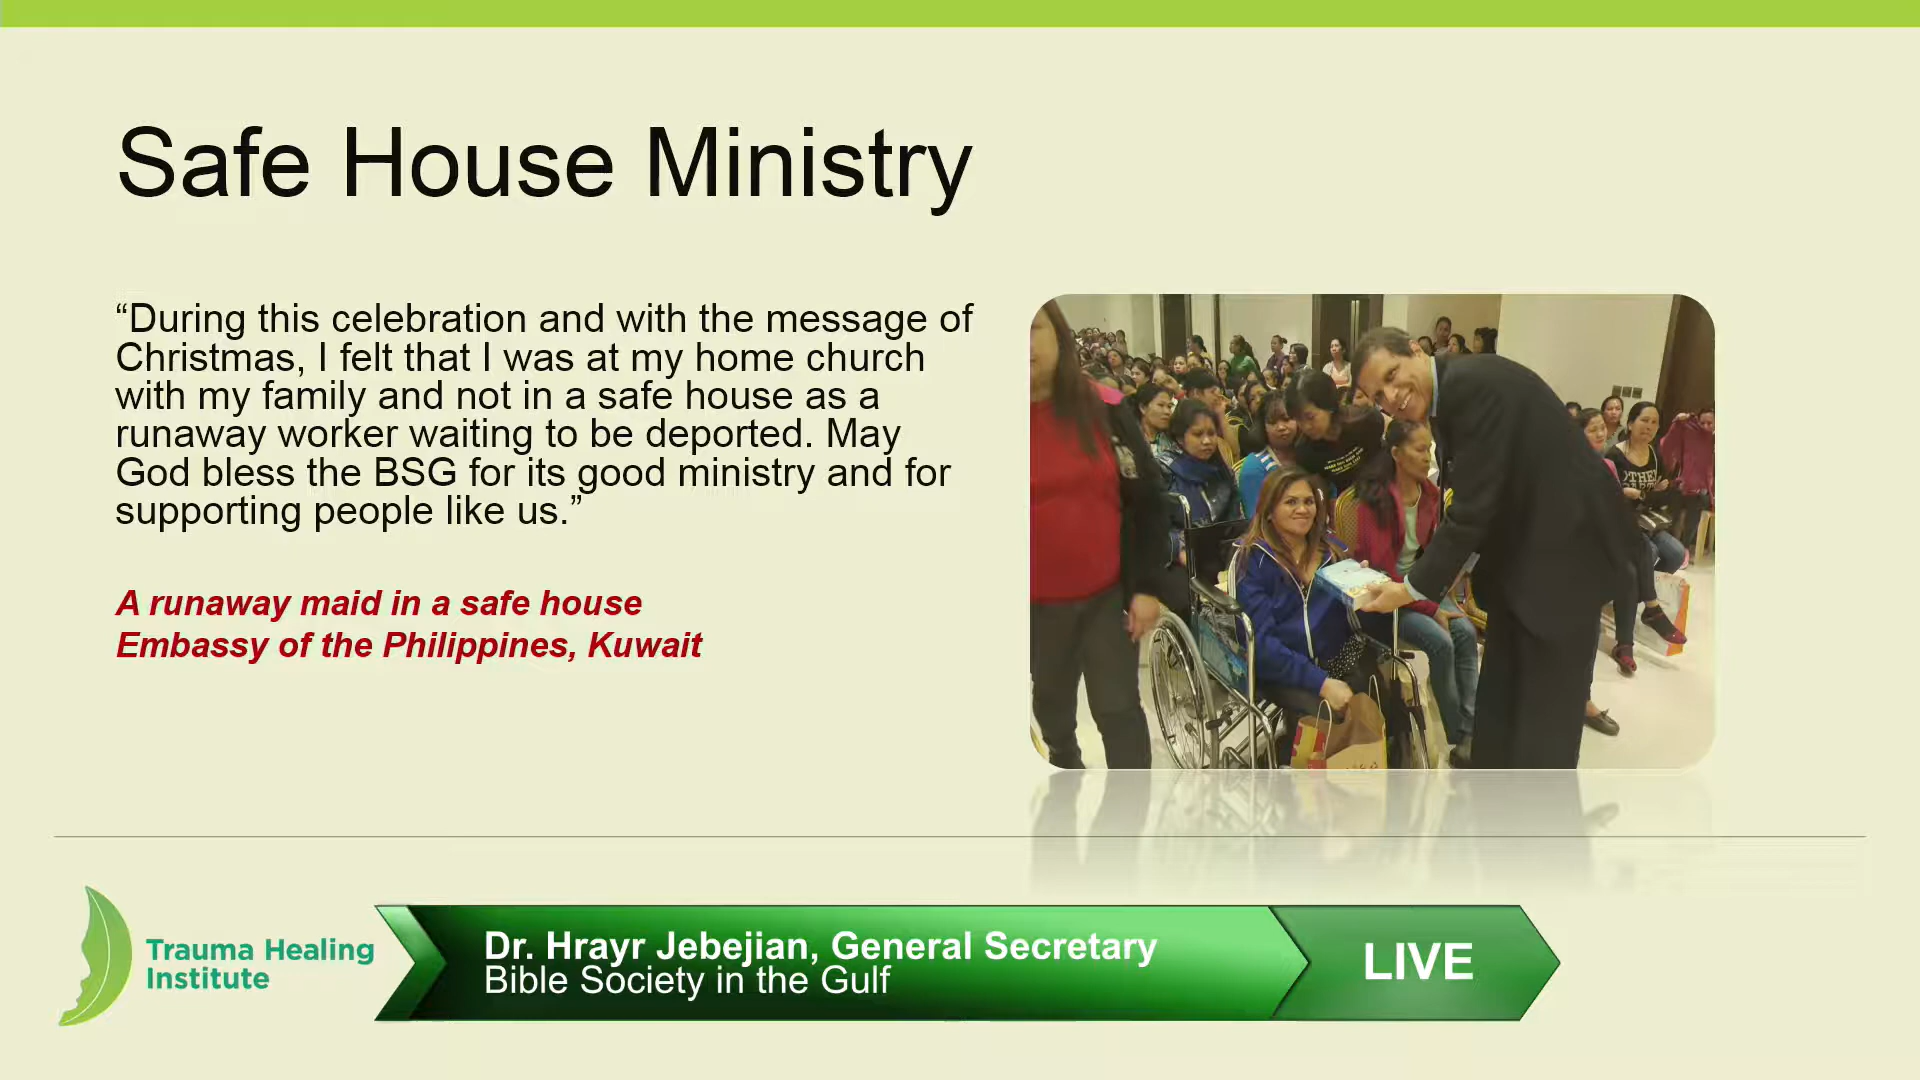 Safe House Ministry
“During this celebration and with the message of
Christmas, I felt that I was at my home church
with my family and not in a safe house as a
runaway worker waiting to be deported. May
God bless the BSG for its good ministry and for
supporting people like us.”
A runaway maid in a safe house
Embassy of the Philippines, Kuwait
Trauma Healing
Institute
Dr. Hrayr Jebejian, General Secretary
Bible Society in the Gulf
LIVE